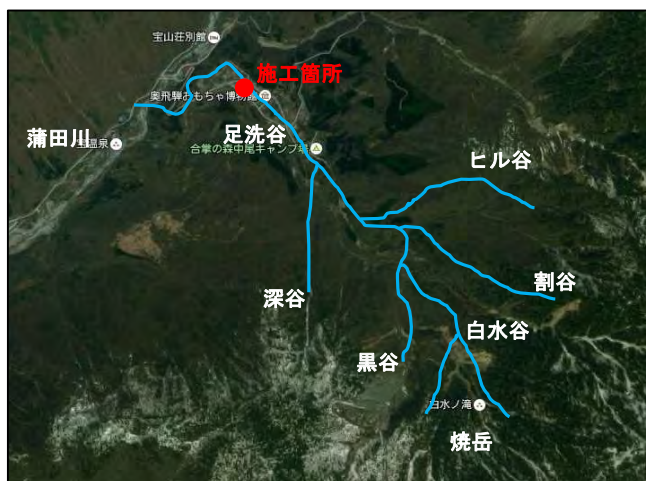 宝山荘別館
施工箇所
奥飛騨おもちゃ博物館
蒲田川
足洗谷
合掌の森中尾キャンプ場
ヒル谷
深谷
割谷
白水谷
黒谷
白水ノ滝
焼岳